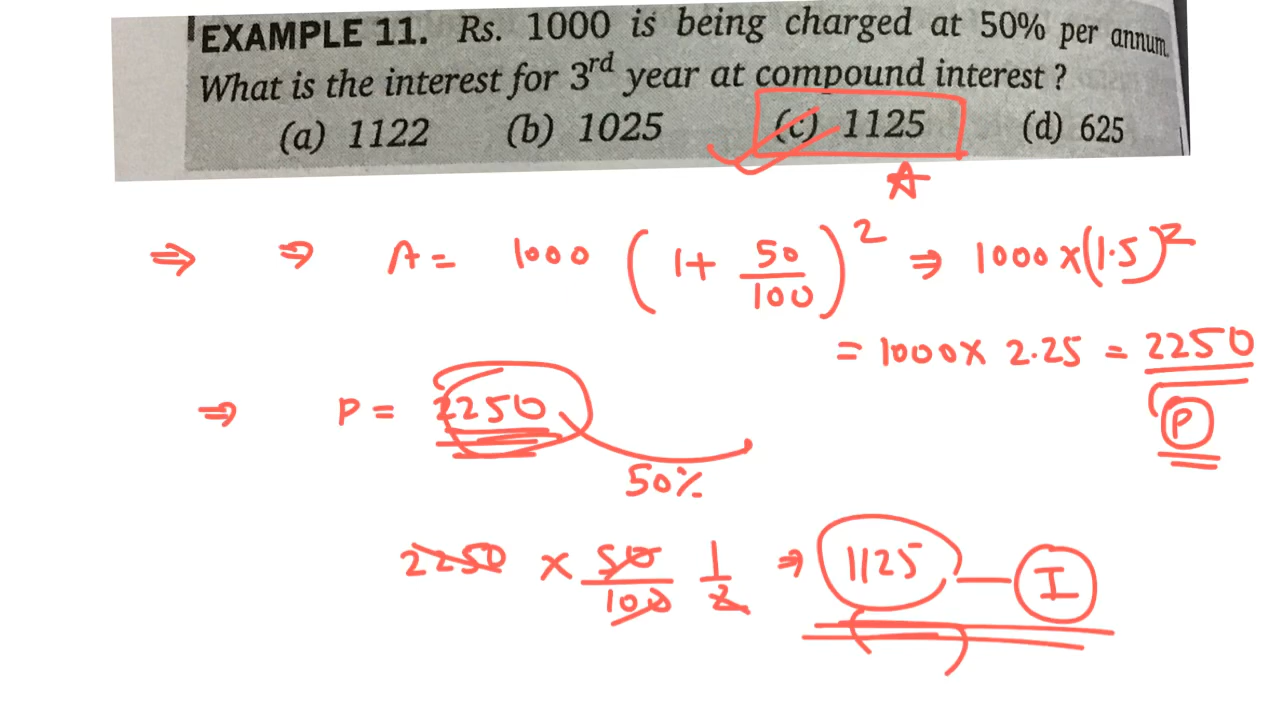 EXAMPLE 11. Rs. 1000 is being charged at 50% per annum.
What is the interest for 3rd year at compound interest ?
(a) 1122 (b) 1025 (c) 1125 (d) 625
A
⇒ ⇒ A = 1000 (1 + 50/100)² ⇒ 1000 × (1.5)²
= 1000 × 2.25 = 2250
⇒ P = 2250 P
50%
2250 × 50/100 1/2 ⇒ 1125 — I